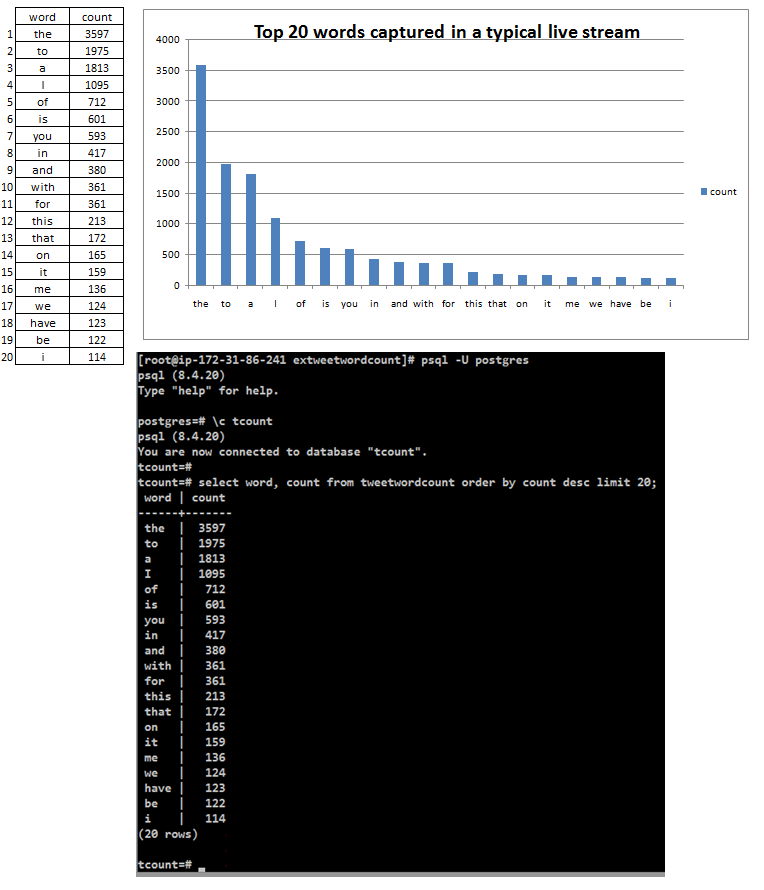 word count
1 the 3597
2 to 1975
3 a 1813
4 I 1095
5 of 712
6 is 601
7 you 593
8 in 417
9 and 380
10 with 361
11 for 361
12 this 213
13 that 172
14 on 165
15 it 159
16 me 136
17 we 124
18 have 123
19 be 122
20 i 114
Top 20 words captured in a typical live stream
4000
3500
3000
2500
2000
1500
1000
500
0
the to a I of is you in and with for this that on it me we have be i
count
[root@ip-172-31-86-241 extweetwordcount]# psql -U postgres
psql (8.4.20)
Type "help" for help.
postgres=# \c tcount
psql (8.4.20)
You are now connected to database "tcount".
tcount=#
tcount=# select word, count from tweetwordcount order by count desc limit 20;
word | count
------+-------
the | 3597
to | 1975
a | 1813
I | 1095
of | 712
is | 601
you | 593
in | 417
and | 380
with | 361
for | 361
this | 213
that | 172
on | 165
it | 159
me | 136
we | 124
have | 123
be | 122
i | 114
(20 rows)
tcount=# _